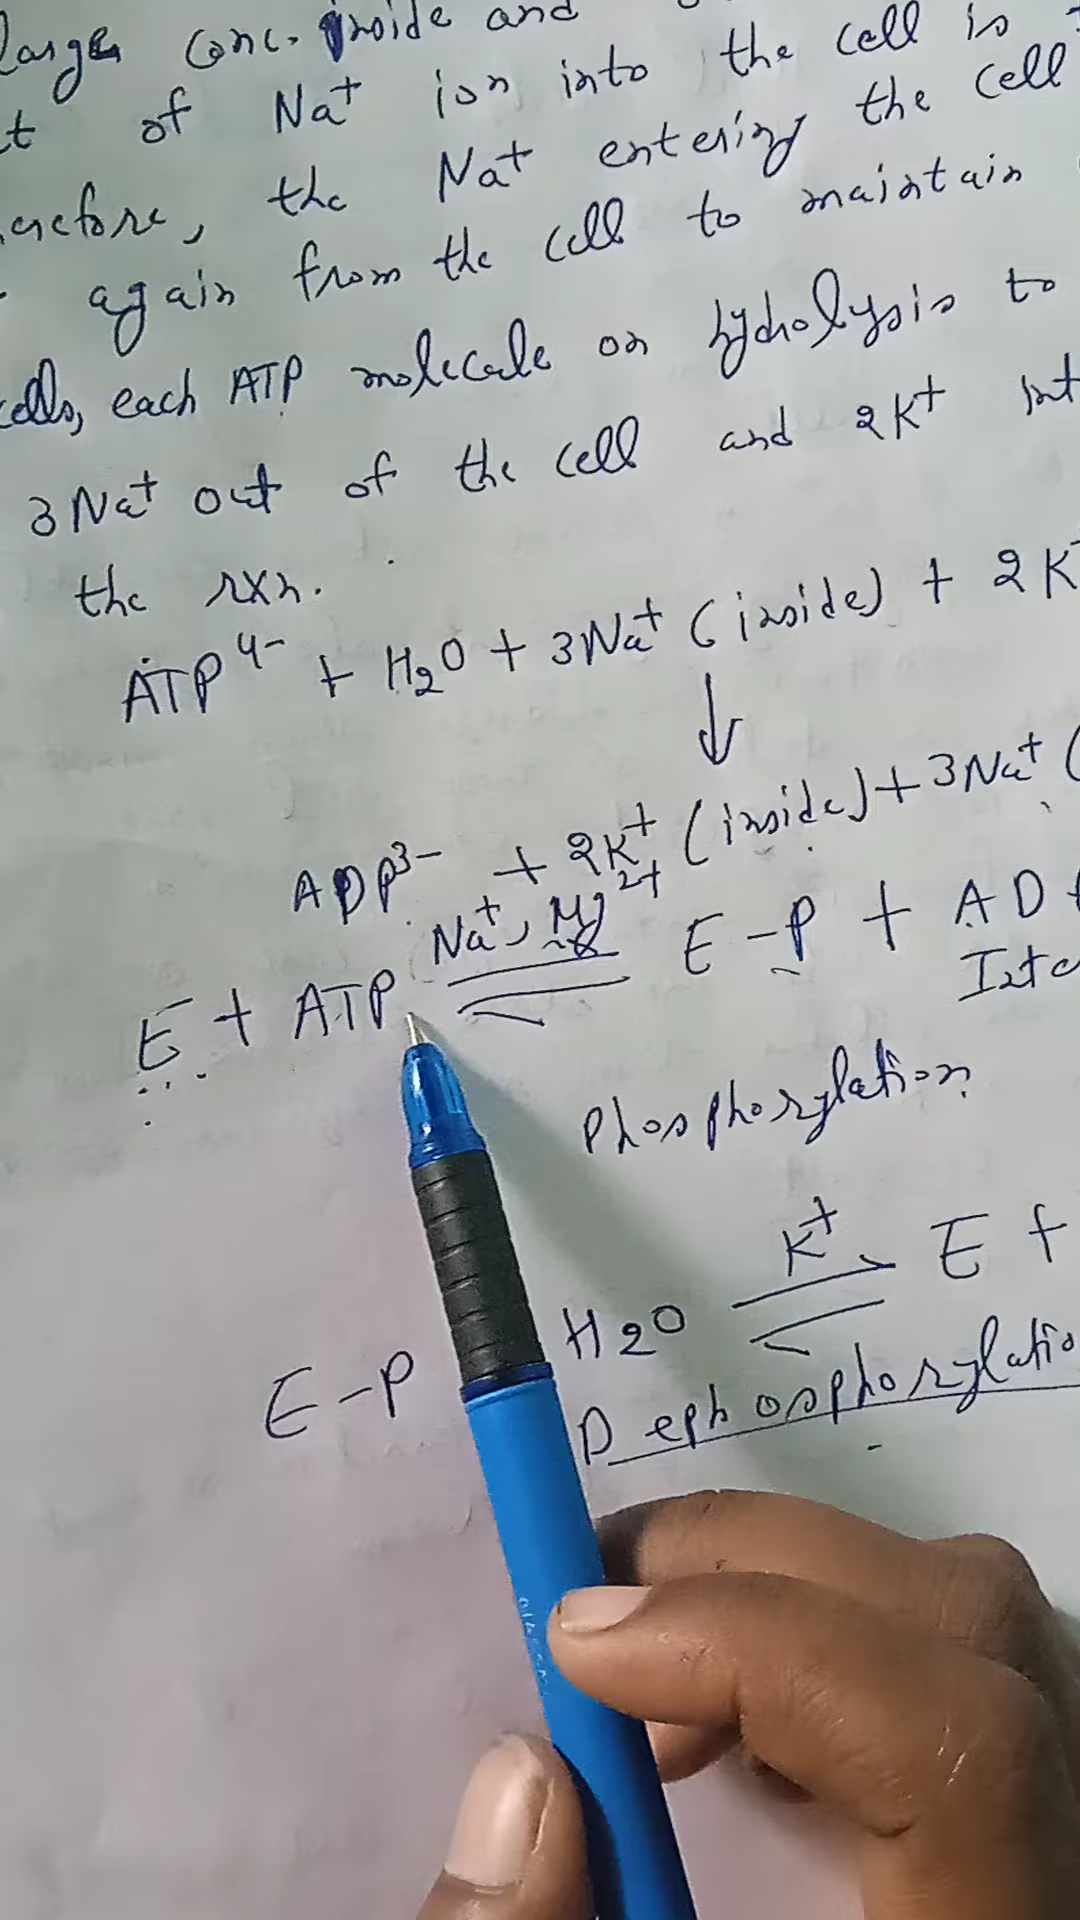 large conc. inside and
of Na⁺ ion into the cell is
the Na⁺ entering the cell
again from the cell to maintain
cells, each ATP molecule on hydrolysis to
3Na⁺ out of the cell and 2K⁺
the rxn.
ATP⁴⁻ + H₂O + 3Na⁺ (inside) + 2K⁺
↓
ADP³⁻ + 2K⁺ (inside) + 3Na⁺ (
Na⁺, Mg²⁺
E + ATP ⇌ E-P + AD
Phosphorylation
K⁺
E-P H₂O ⇌ E +
Dephosphorylatio